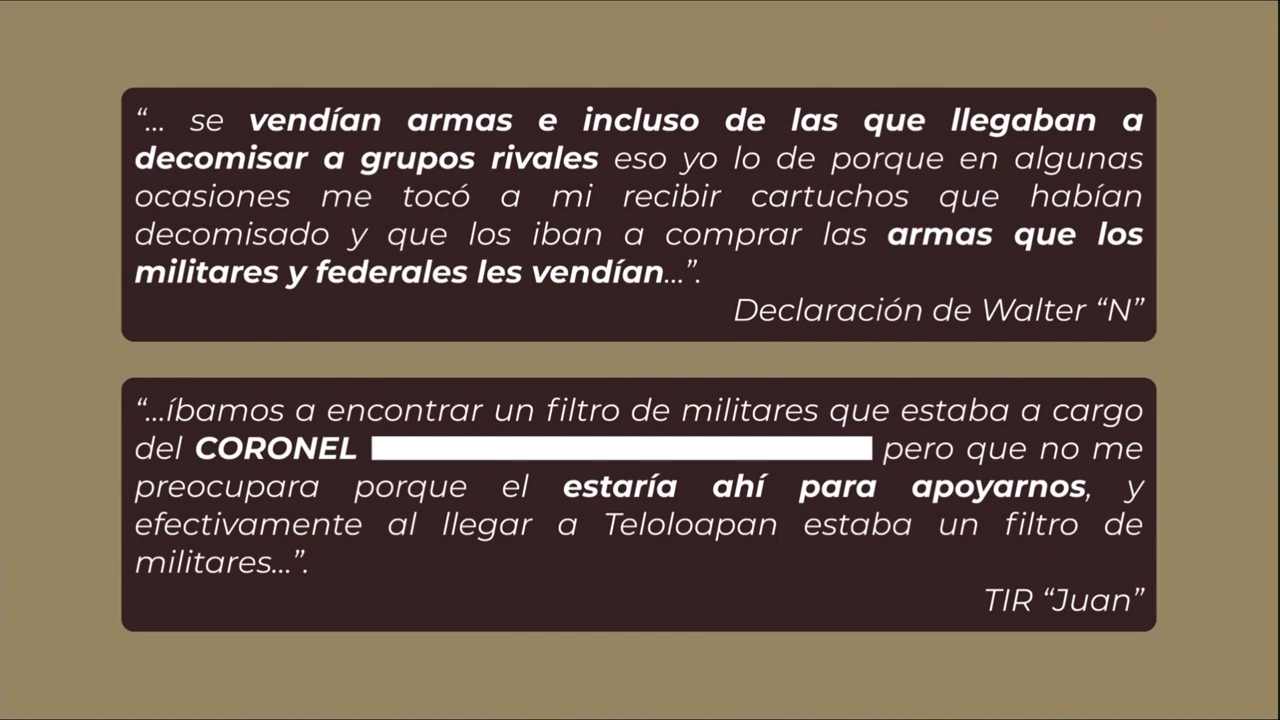 “... se vendían armas e incluso de las que llegaban a
decomisar a grupos rivales eso yo lo de porque en algunas
ocasiones me tocó a mi recibir cartuchos que habían
decomisado y que los iban a comprar las armas que los
militares y federales les vendían...”.
Declaración de Walter “N”
“...íbamos a encontrar un filtro de militares que estaba a cargo
del CORONEL pero que no me
preocupara porque el estaría ahí para apoyarnos, y
efectivamente al llegar a Teloloapan estaba un filtro de
militares...”.
TIR “Juan”